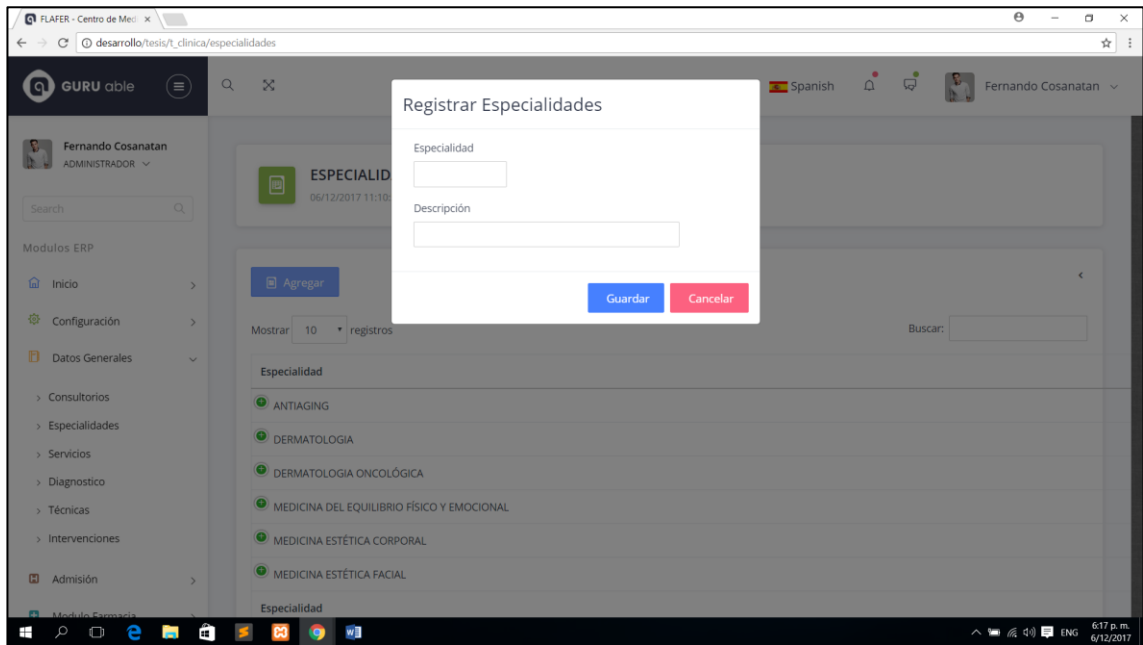 FLAFER - Centro de Med
desarrollo/tesis/t_clinica/especialidades
GURU able
Spanish
Fernando Cosanatan
Fernando Cosanatan
ADMINISTRADOR
Search
Modulos ERP
Inicio
Configuración
Datos Generales
Consultorios
Especialidades
Servicios
Diagnostico
Técnicas
Intervenciones
Admisión
Modulo Farmacia
ESPECIALID
06/12/2017 11:10:
Registrar Especialidades
Especialidad
Descripción
Guardar Cancelar
Agregar
Mostrar 10 registros
Buscar:
Especialidad
ANTIAGING
DERMATOLOGIA
DERMATOLOGIA ONCOLÓGICA
MEDICINA DEL EQUILIBRIO FÍSICO Y EMOCIONAL
MEDICINA ESTÉTICA CORPORAL
MEDICINA ESTÉTICA FACIAL
Especialidad
ENG
6:17 p. m.
6/12/2017